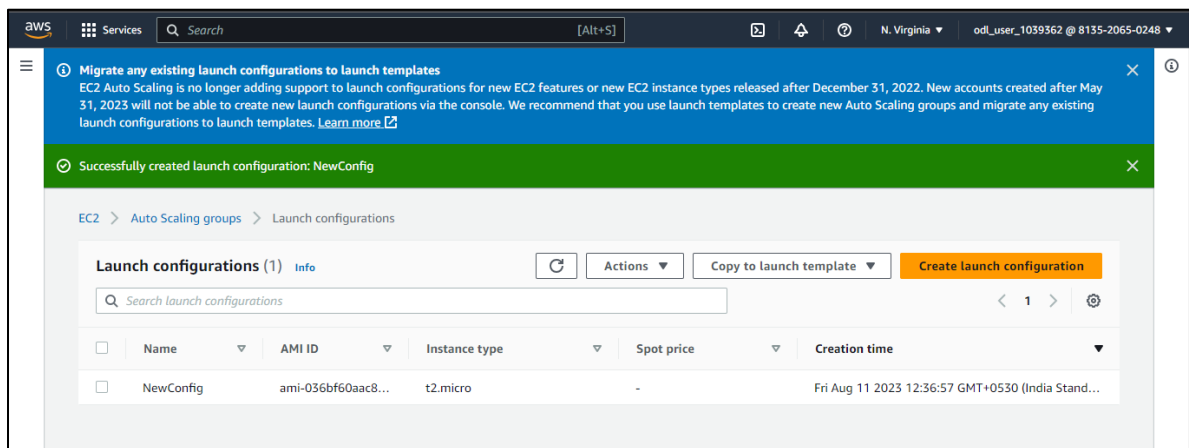 aws Services Search [Alt+S] N. Virginia ▼ odl_user_1039362 @ 8135-2065-0248 ▼
Migrate any existing launch configurations to launch templates
EC2 Auto Scaling is no longer adding support to launch configurations for new EC2 features or new EC2 instance types released after December 31, 2022. New accounts created after May
31, 2023 will not be able to create new launch configurations via the console. We recommend that you use launch templates to create new Auto Scaling groups and migrate any existing
launch configurations to launch templates. Learn more
Successfully created launch configuration: NewConfig
EC2 > Auto Scaling groups > Launch configurations
Launch configurations (1) Info Actions ▼ Copy to launch template ▼ Create launch configuration
Search launch configurations < 1 >
Name AMI ID Instance type Spot price Creation time
NewConfig ami-036bf60aac8... t2.micro - Fri Aug 11 2023 12:36:57 GMT+0530 (India Stand...